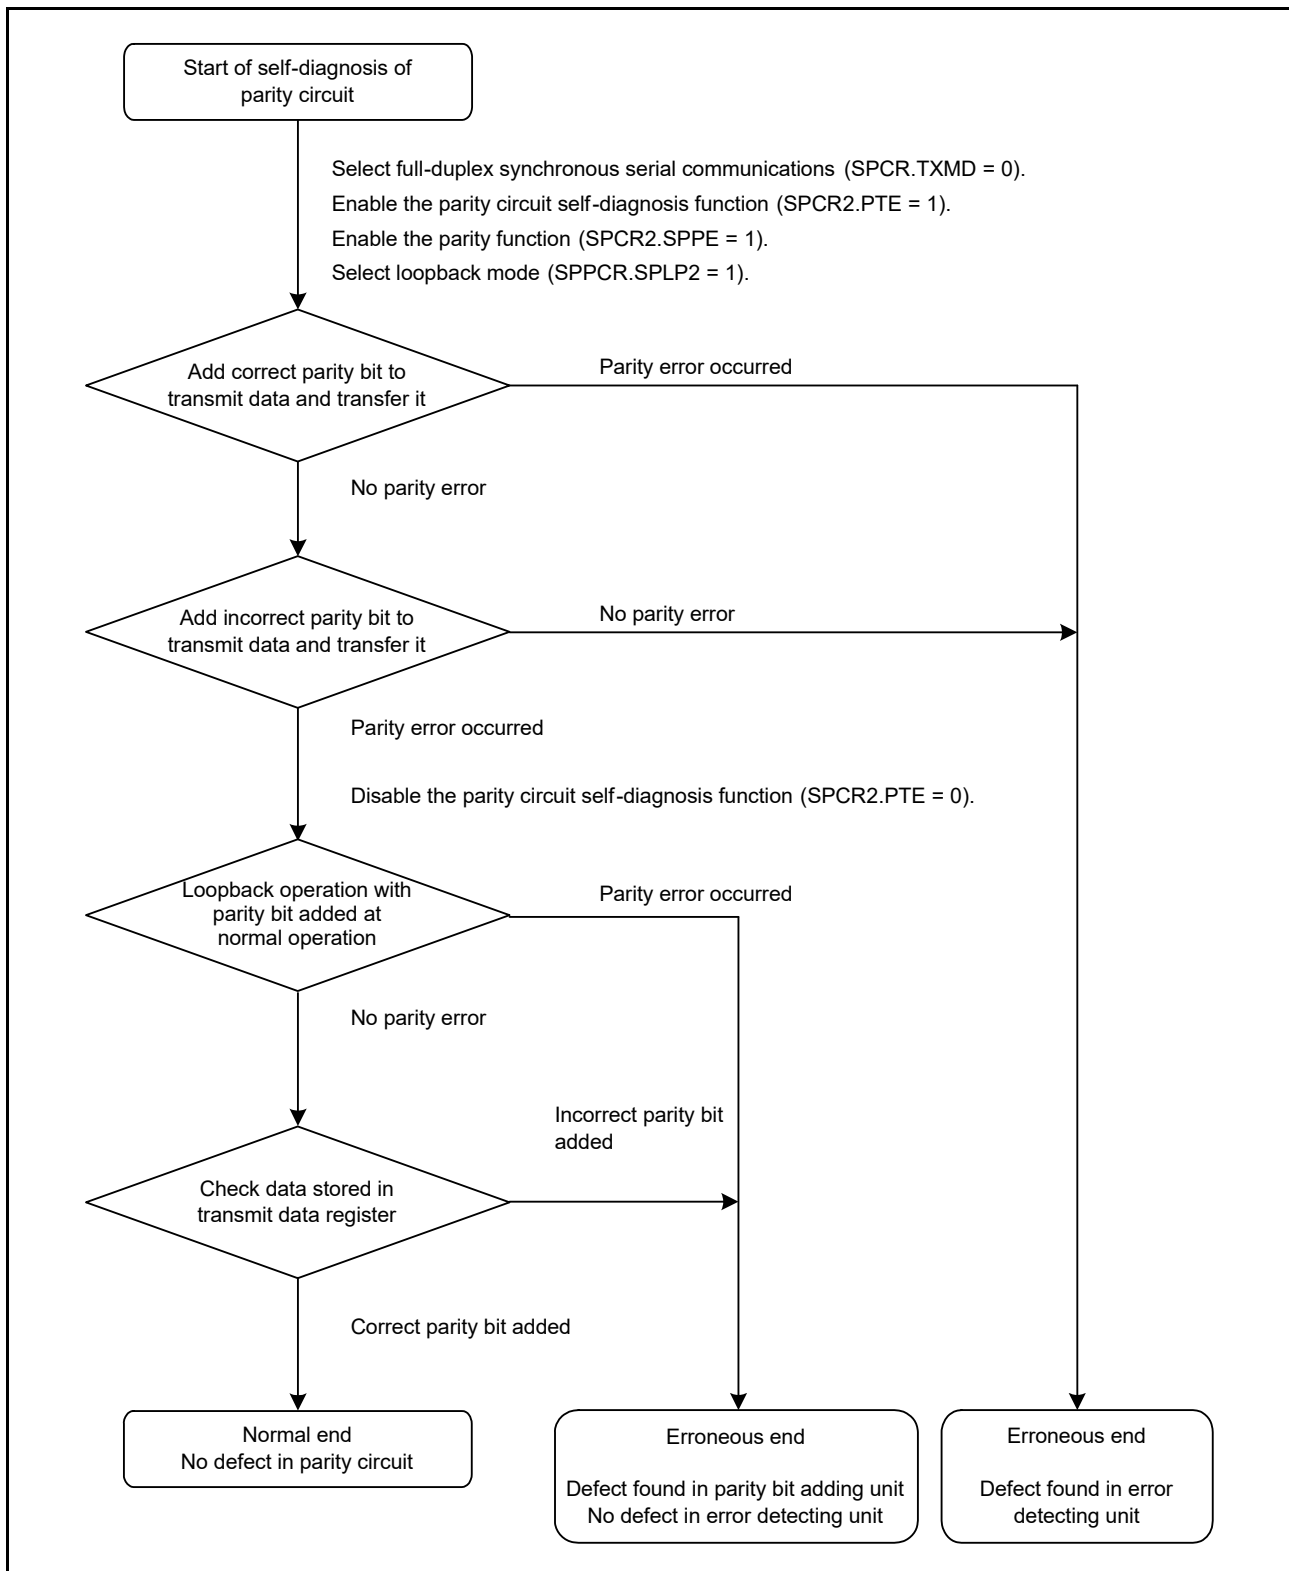 Start of self-diagnosis of
parity circuit
Select full-duplex synchronous serial communications (SPCR.TXMD = 0).
Enable the parity circuit self-diagnosis function (SPCR2.PTE = 1).
Enable the parity function (SPCR2.SPPE = 1).
Select loopback mode (SPPCR.SPLP2 = 1).
Add correct parity bit to
transmit data and transfer it
Parity error occurred
No parity error
Add incorrect parity bit to
transmit data and transfer it
No parity error
Parity error occurred
Disable the parity circuit self-diagnosis function (SPCR2.PTE = 0).
Loopback operation with
parity bit added at
normal operation
Parity error occurred
No parity error
Incorrect parity bit
added
Check data stored in
transmit data register
Correct parity bit added
Normal end
No defect in parity circuit
Erroneous end
Defect found in parity bit adding unit
No defect in error detecting unit
Erroneous end
Defect found in error
detecting unit